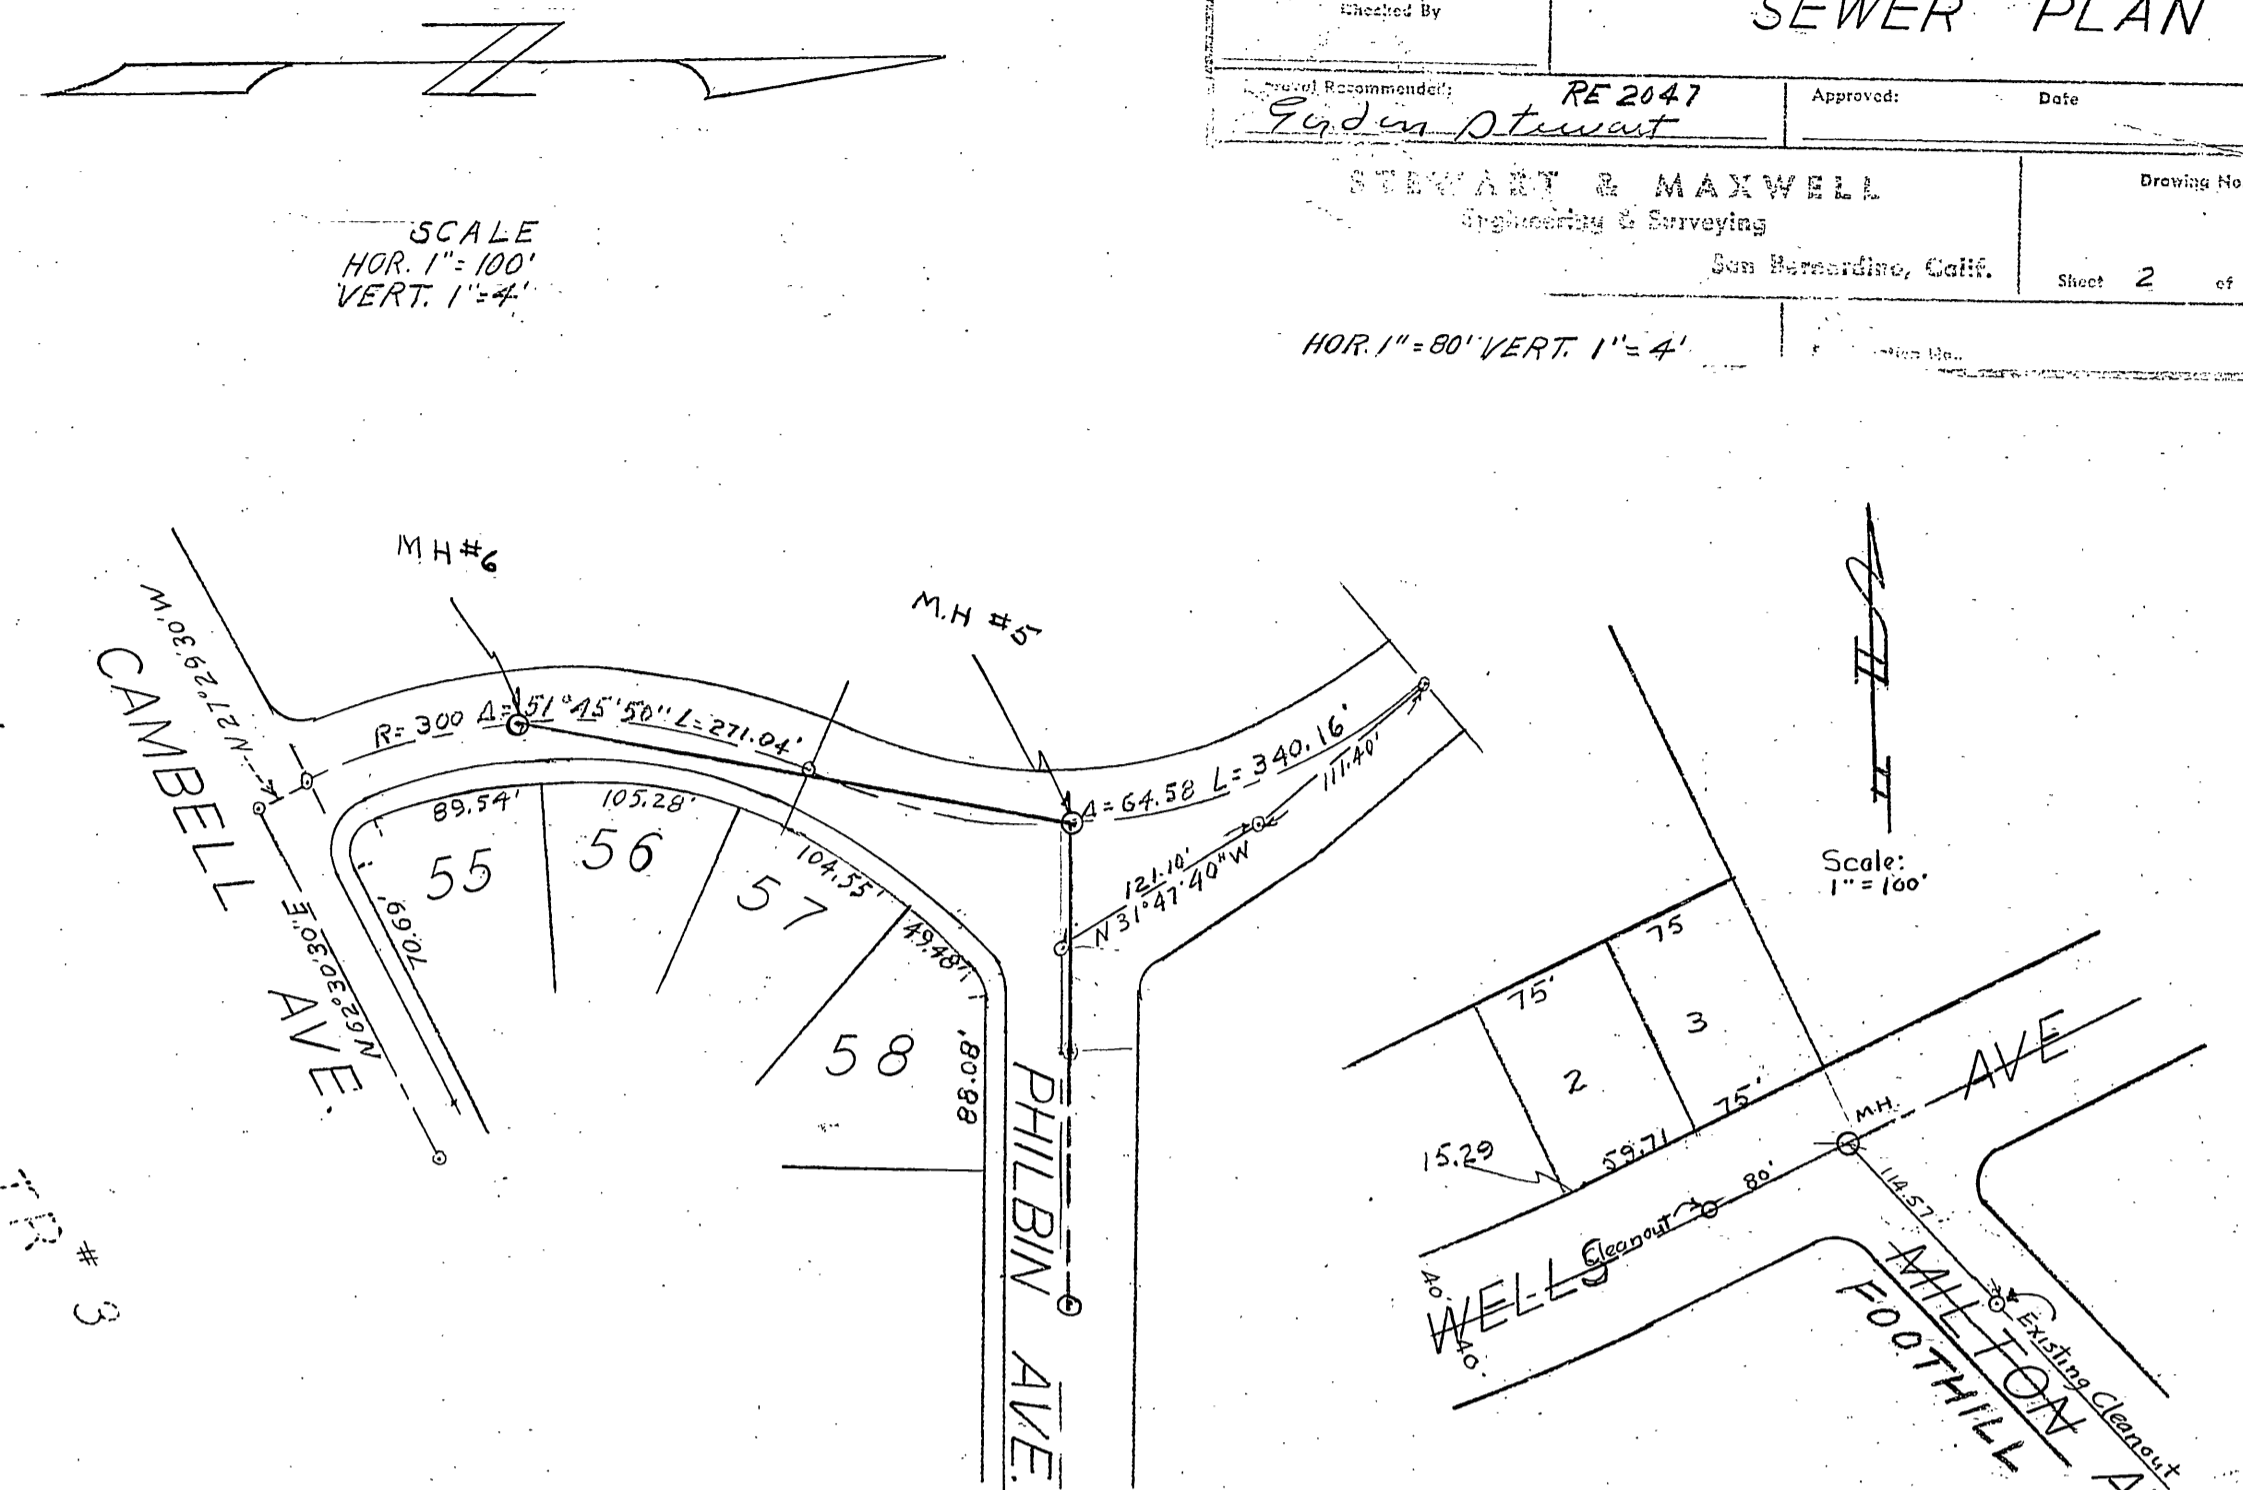 Checked By
SEWER PLAN
Recommended:
RE 2047
Gordon Stewart
Approved:
Date
STEWART & MAXWELL
Engineering & Surveying
San Bernardino, Calif.
Drawing No.
Sheet 2 of
HOR. 1" = 80' VERT. 1" = 4'
SCALE
HOR. 1" = 100'
VERT. 1" = 4'
MH #6
M.H #5
N 27° 29' 30" W
CAMBELL AVE.
N 62° 30' 30" E
R = 300 Δ = 51° 45' 50" L = 271.04'
Δ = 64.58 L = 340.16'
111.40'
121.10'
N 31° 47' 40" W
89.54'
105.28'
104.55'
49.48'
70.69'
88.08'
55
56
57
58
PHILBIN AVE.
TR # 3
Scale:
1" = 100'
75'
75
2
3
75'
59.71
15.29
M.H.
80'
Cleanout
WELLS AVE
40'
40'
114.57'
MILTON A
FOOTHILL
Existing Cleanout